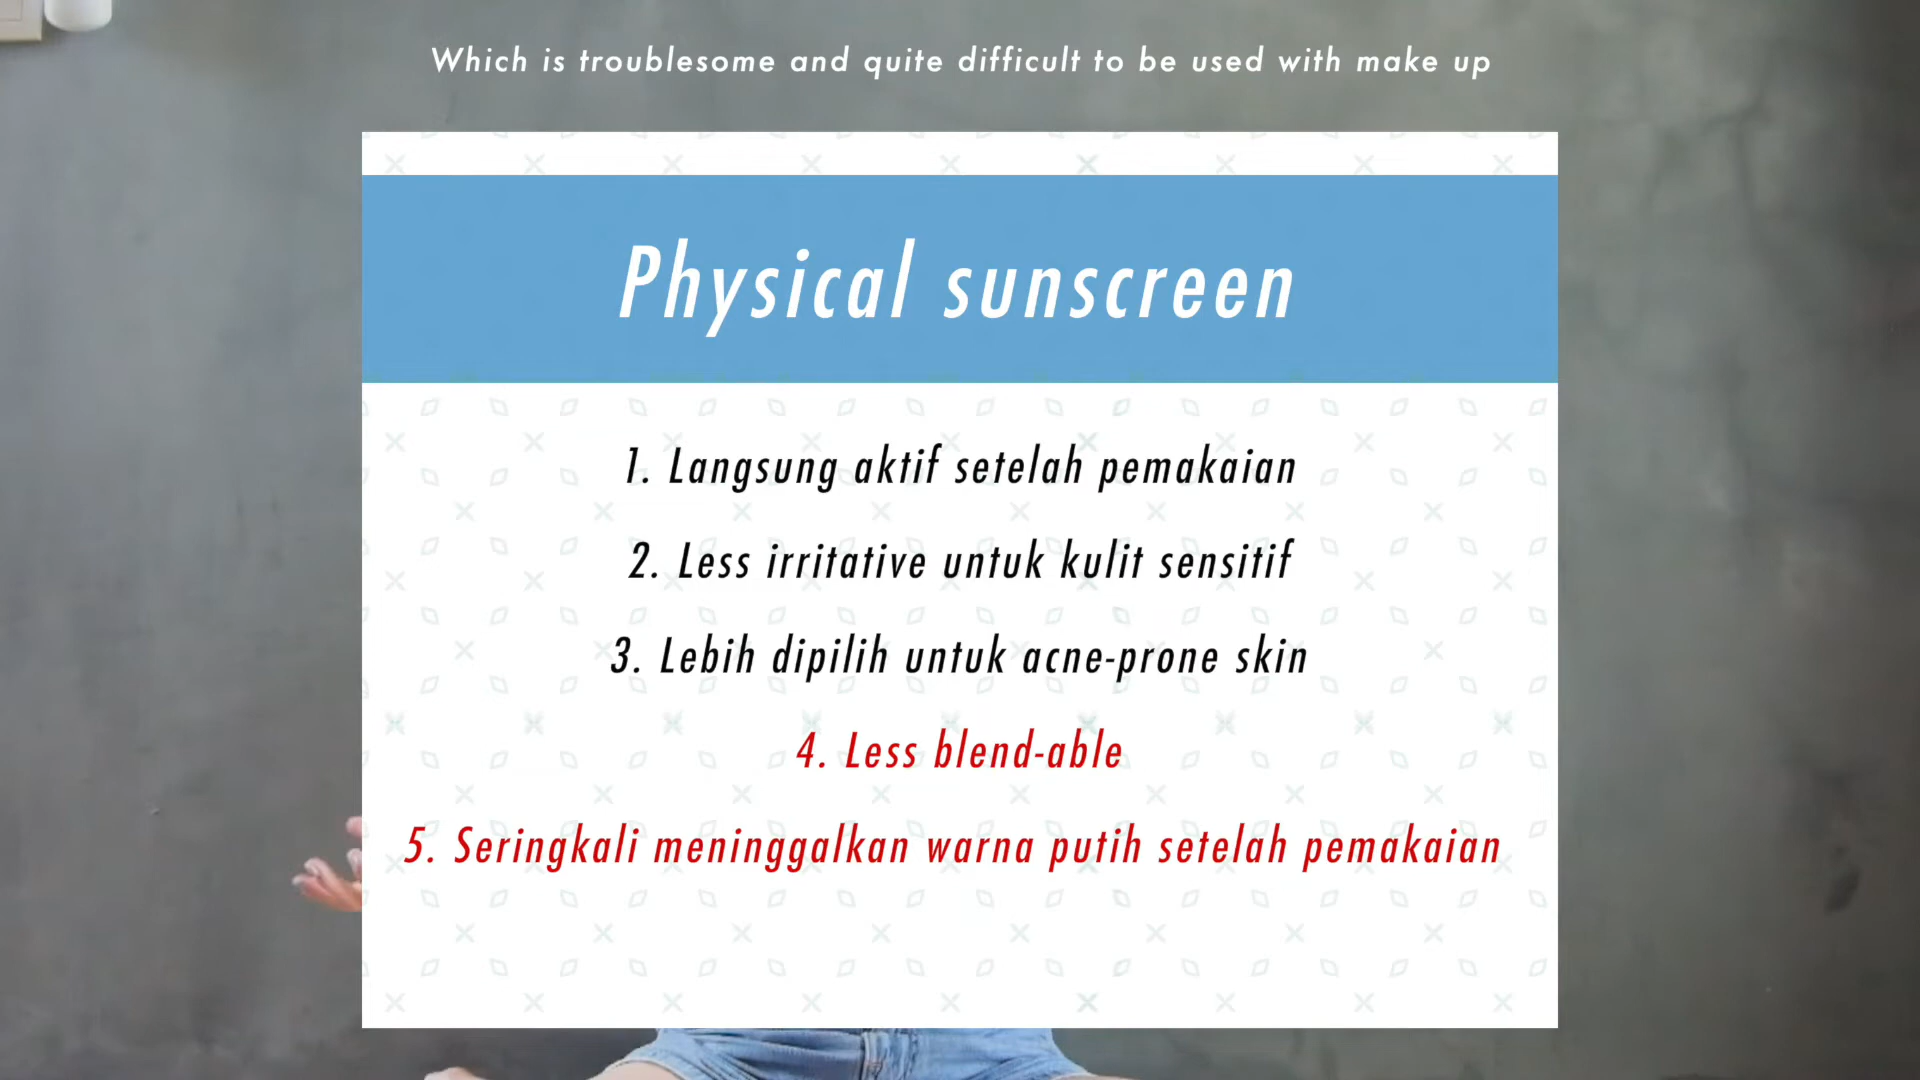 Which is troublesome and quite difficult to be used with make up
Physical sunscreen
1. Langsung aktif setelah pemakaian
2. Less irritative untuk kulit sensitif
3. Lebih dipilih untuk acne-prone skin
4. Less blend-able
5. Seringkali meninggalkan warna putih setelah pemakaian